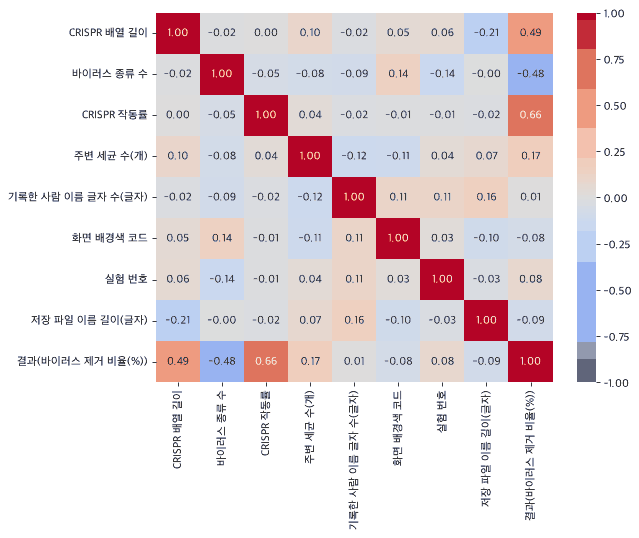 CRISPR 배열 길이 1.00 -0.02 0.00 0.10 -0.02 0.05 0.06 -0.21 0.49
바이러스 종류 수 -0.02 1.00 -0.05 -0.08 -0.09 0.14 -0.14 -0.00 -0.48
CRISPR 작동률 0.00 -0.05 1.00 0.04 -0.02 -0.01 -0.01 -0.02 0.66
주변 세균 수(개) 0.10 -0.08 0.04 1.00 -0.12 -0.11 0.04 0.07 0.17
기록한 사람 이름 글자 수(글자) -0.02 -0.09 -0.02 -0.12 1.00 0.11 0.11 0.16 0.01
화면 배경색 코드 0.05 0.14 -0.01 -0.11 0.11 1.00 0.03 -0.10 -0.08
실험 번호 0.06 -0.14 -0.01 0.04 0.11 0.03 1.00 -0.03 0.08
저장 파일 이름 길이(글자) -0.21 -0.00 -0.02 0.07 0.16 -0.10 -0.03 1.00 -0.09
결과(바이러스 제거 비율(%)) 0.49 -0.48 0.66 0.17 0.01 -0.08 0.08 -0.09 1.00
CRISPR 배열 길이
바이러스 종류 수
CRISPR 작동률
주변 세균 수(개)
기록한 사람 이름 글자 수(글자)
화면 배경색 코드
실험 번호
저장 파일 이름 길이(글자)
결과(바이러스 제거 비율(%))
1.00
0.75
0.50
0.25
0.00
-0.25
-0.50
-0.75
-1.00